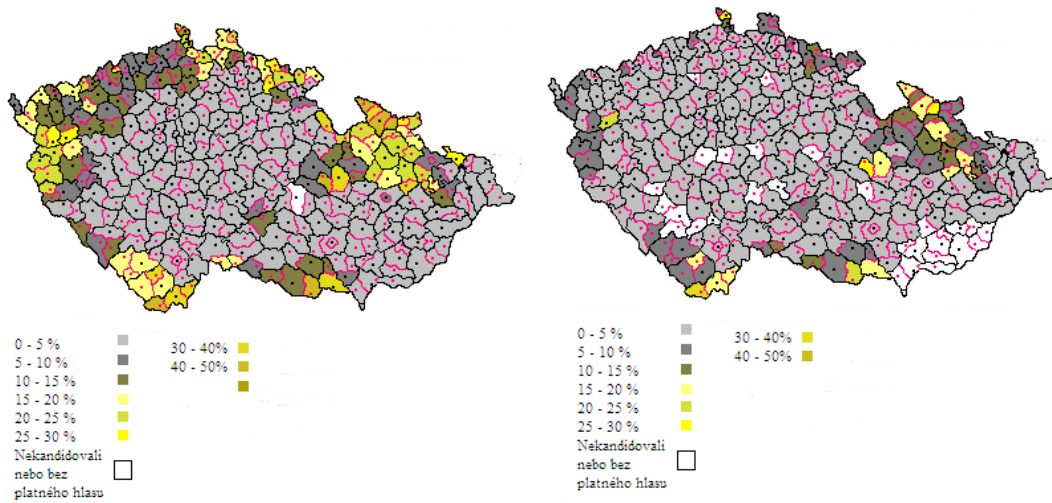 0 - 5 %
5 - 10 %
10 - 15 %
15 - 20 %
20 - 25 %
25 - 30 %
Nekandidovali
nebo bez
platného hlasu
30 - 40%
40 - 50%
0 - 5 %
5 - 10 %
10 - 15 %
15 - 20 %
20 - 25 %
25 - 30 %
Nekandidovali
nebo bez
platného hlasu
30 - 40%
40 - 50%